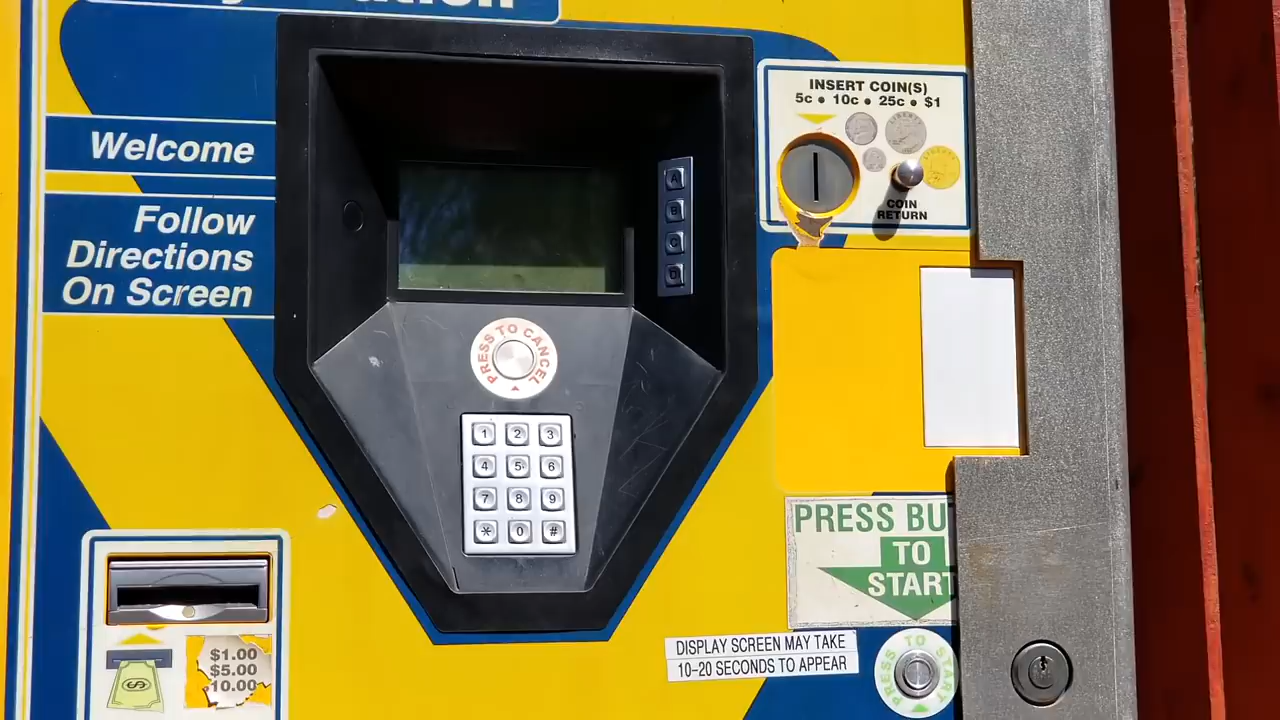 Welcome
Follow
Directions
On Screen
INSERT COIN(S)
5c • 10c • 25c • $1
COIN
RETURN
A
B
C
D
PRESS TO CANCEL
1 2 3
4 5 6
7 8 9
* 0 #
PRESS BU
TO
START
DISPLAY SCREEN MAY TAKE
10-20 SECONDS TO APPEAR
PRESS TO START
$1.00
$5.00
10.00
$